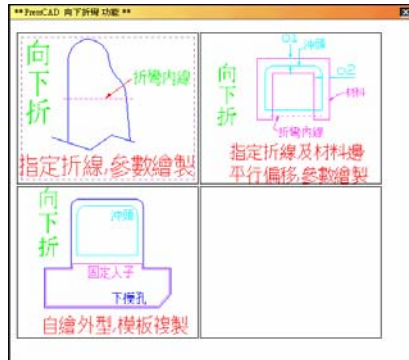 **PressCAD 向下折彎 功能**
向下折
折彎內線
指定折線,參數繪製
向下折
o1
沖頭
o2
材料
折彎內線
指定折線及材料邊
平行偏移,參數繪製
向下折
沖頭
固定入子
下模孔
自繪外型,模板複製